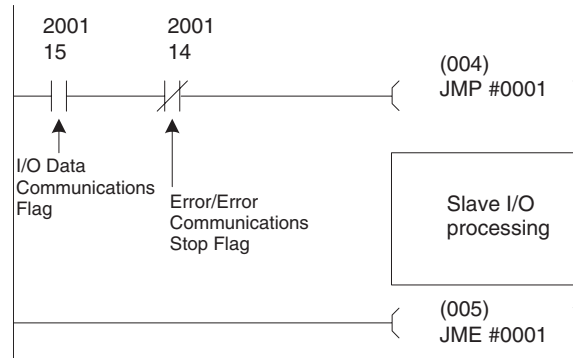 2001
15
2001
14
(004)
JMP #0001
I/O Data
Communications
Flag
Error/Error
Communications
Stop Flag
Slave I/O
processing
(005)
JME #0001